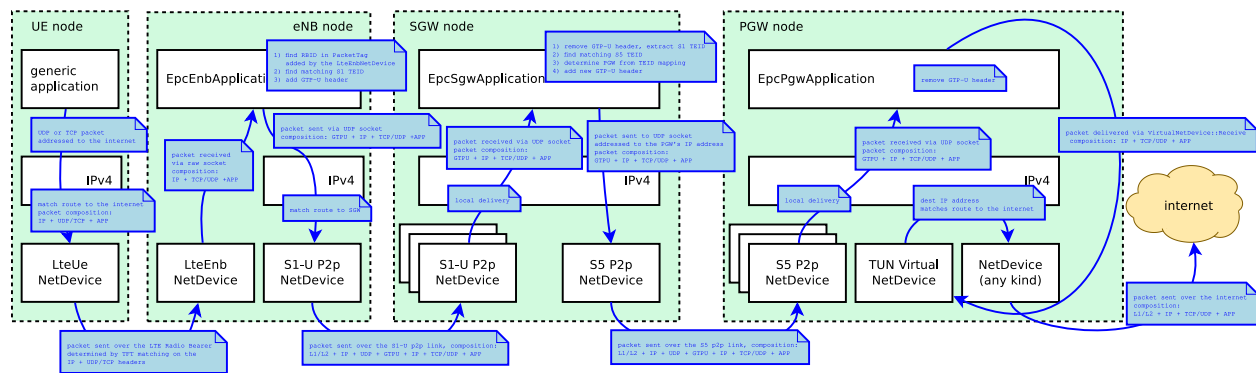 UE node
generic
application
UDF or TCP packet
addressed to the internet
IPv4
match route to the internet
packet composition:
IP + UDP/TCP + APP
LteUe
NetDevice
packet sent over the LTE Radio Bearer
determined by TFT matching on the
IP + UDP/TCP headers
eNB node
EpcEnbApplication
1) find RBID in PacketTag
added by the LteEnbNetDevice
2) find matching S1 TEID
3) add GTP-U header
packet received
via raw socket
composition:
IP + TCP/UDP +APP
packet sent via UDP socket
composition: GTPU + IP + TCP/UDP +APP
IPv4
match route to SGW
LteEnb
NetDevice
S1-U P2p
NetDevice
packet sent over the S1-U p2p link, composition:
L1/L2 + IP + UDP + GTPU + IP + TCP/UDP + APP
SGW node
EpcSgwApplication
1) remove GTP-U header, extract S1 TEID
2) find matching S5 TEID
3) determine PGW from TEID mapping
4) add new GTP-U header
packet received via UDP socket
packet composition:
GTPU + IP + TCP/UDP + APP
packet sent to UDP socket
addressed to the PGW's IP address
packet composition:
GTPU + IP + TCP/UDP + APP
IPv4
local delivery
S1-U P2p
NetDevice
S5 P2p
NetDevice
packet sent over the S5 p2p link, composition:
L1/L2 + IP + UDP + GTPU + IP + TCP/UDP + APP
PGW node
EpcPgwApplication
remove GTP-U header
packet received via UDP socket
packet composition:
GTPU + IP + TCP/UDP + APP
packet delivered via VirtualNetDevice::Receive
composition: IP + TCP/UDP + APP
IPv4
local delivery
dest IP address
matches route to the internet
S5 P2p
NetDevice
TUN Virtual
NetDevice
NetDevice
(any kind)
internet
packet sent over the internet
composition:
L1/L2 + IP + TCP/UDP + APP